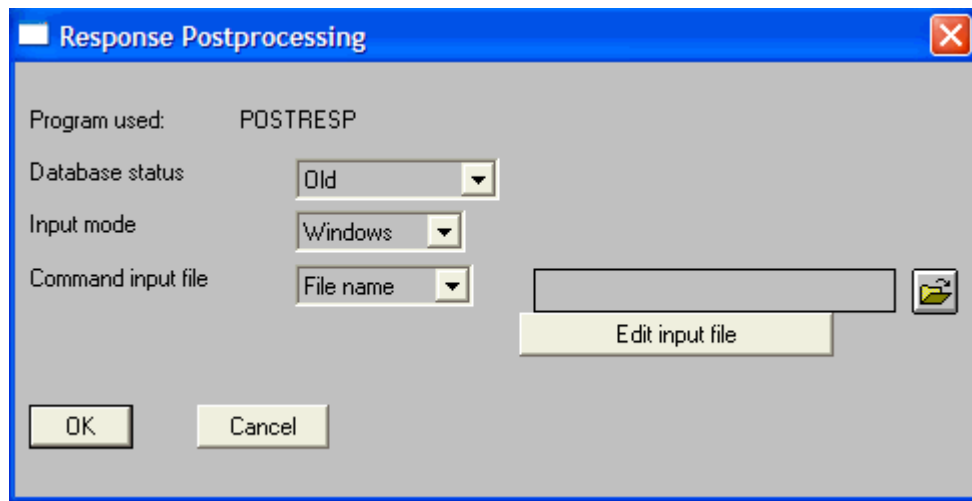 Response Postprocessing
Program used: POSTRESP
Database status Old
Input mode Windows
Command input file File name
Edit input file
OK Cancel